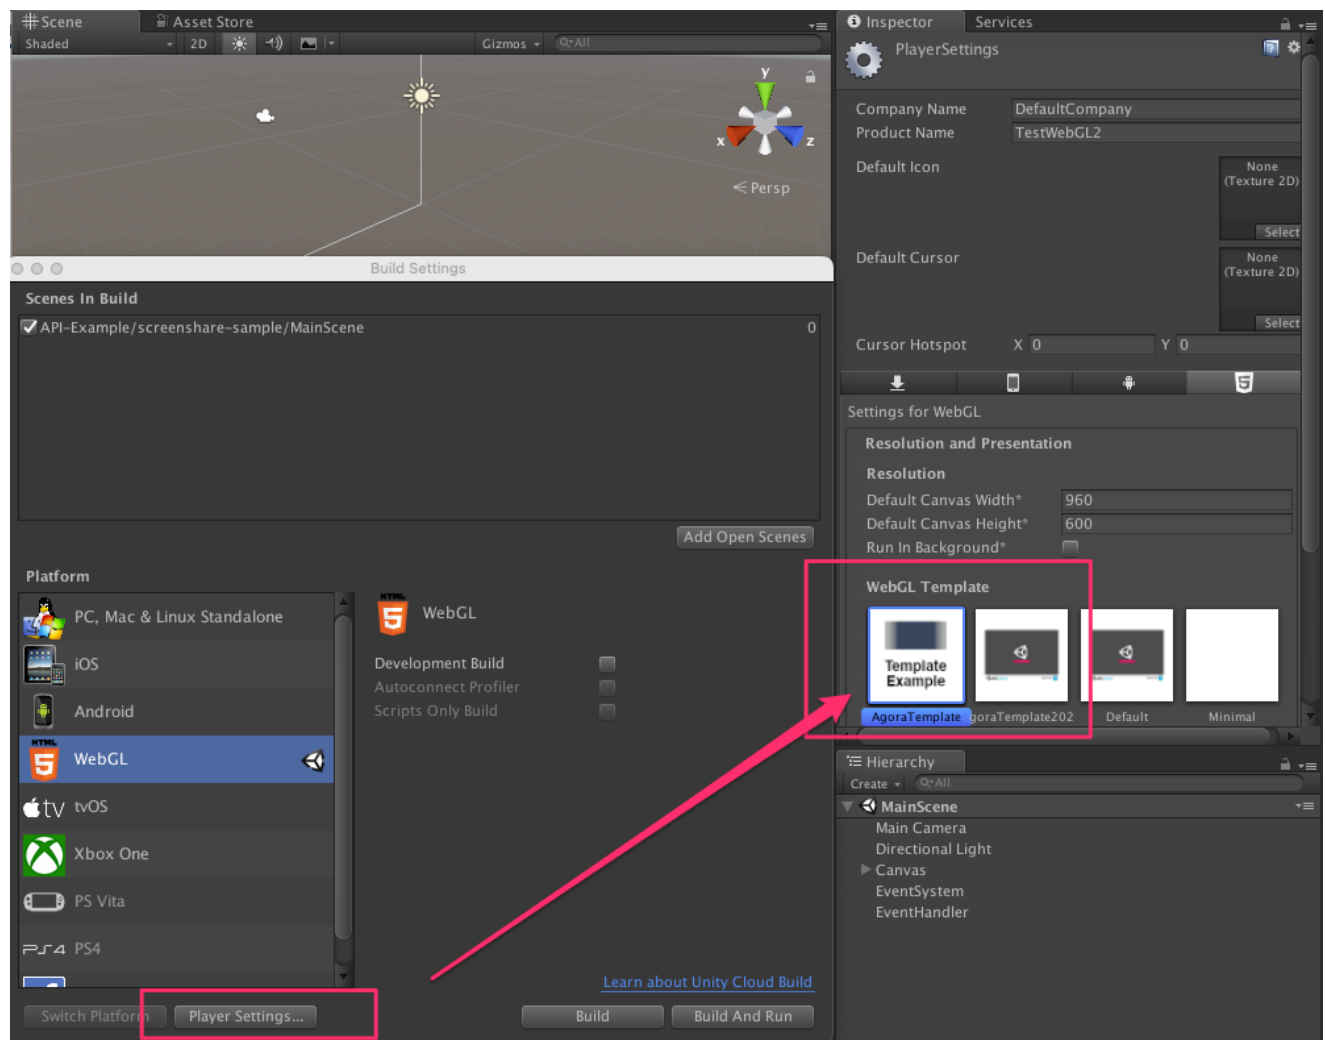 Scene
Asset Store
Shaded
2D
Gizmos
All
y
x
z
Persp
Build Settings
Scenes In Build
API-Example/screenshare-sample/MainScene 0
Add Open Scenes
Platform
PC, Mac & Linux Standalone
iOS
Android
HTML
WebGL
tv
tvOS
Xbox One
PS Vita
PS4
HTML
5
WebGL
Development Build
Autoconnect Profiler
Scripts Only Build
Learn about Unity Cloud Build
Switch Platform
Player Settings...
Build
Build And Run
Inspector
Services
PlayerSettings
Company Name DefaultCompany
Product Name TestWebGL2
Default Icon
None
(Texture 2D)
Select
Default Cursor
None
(Texture 2D)
Select
Cursor Hotspot X 0 Y 0
5
Settings for WebGL
Resolution and Presentation
Resolution
Default Canvas Width* 960
Default Canvas Height* 600
Run In Background*
WebGL Template
Template
Example
AgoraTemplate
goraTemplate202
Default
Minimal
Hierarchy
Create
All
MainScene
Main Camera
Directional Light
Canvas
EventSystem
EventHandler